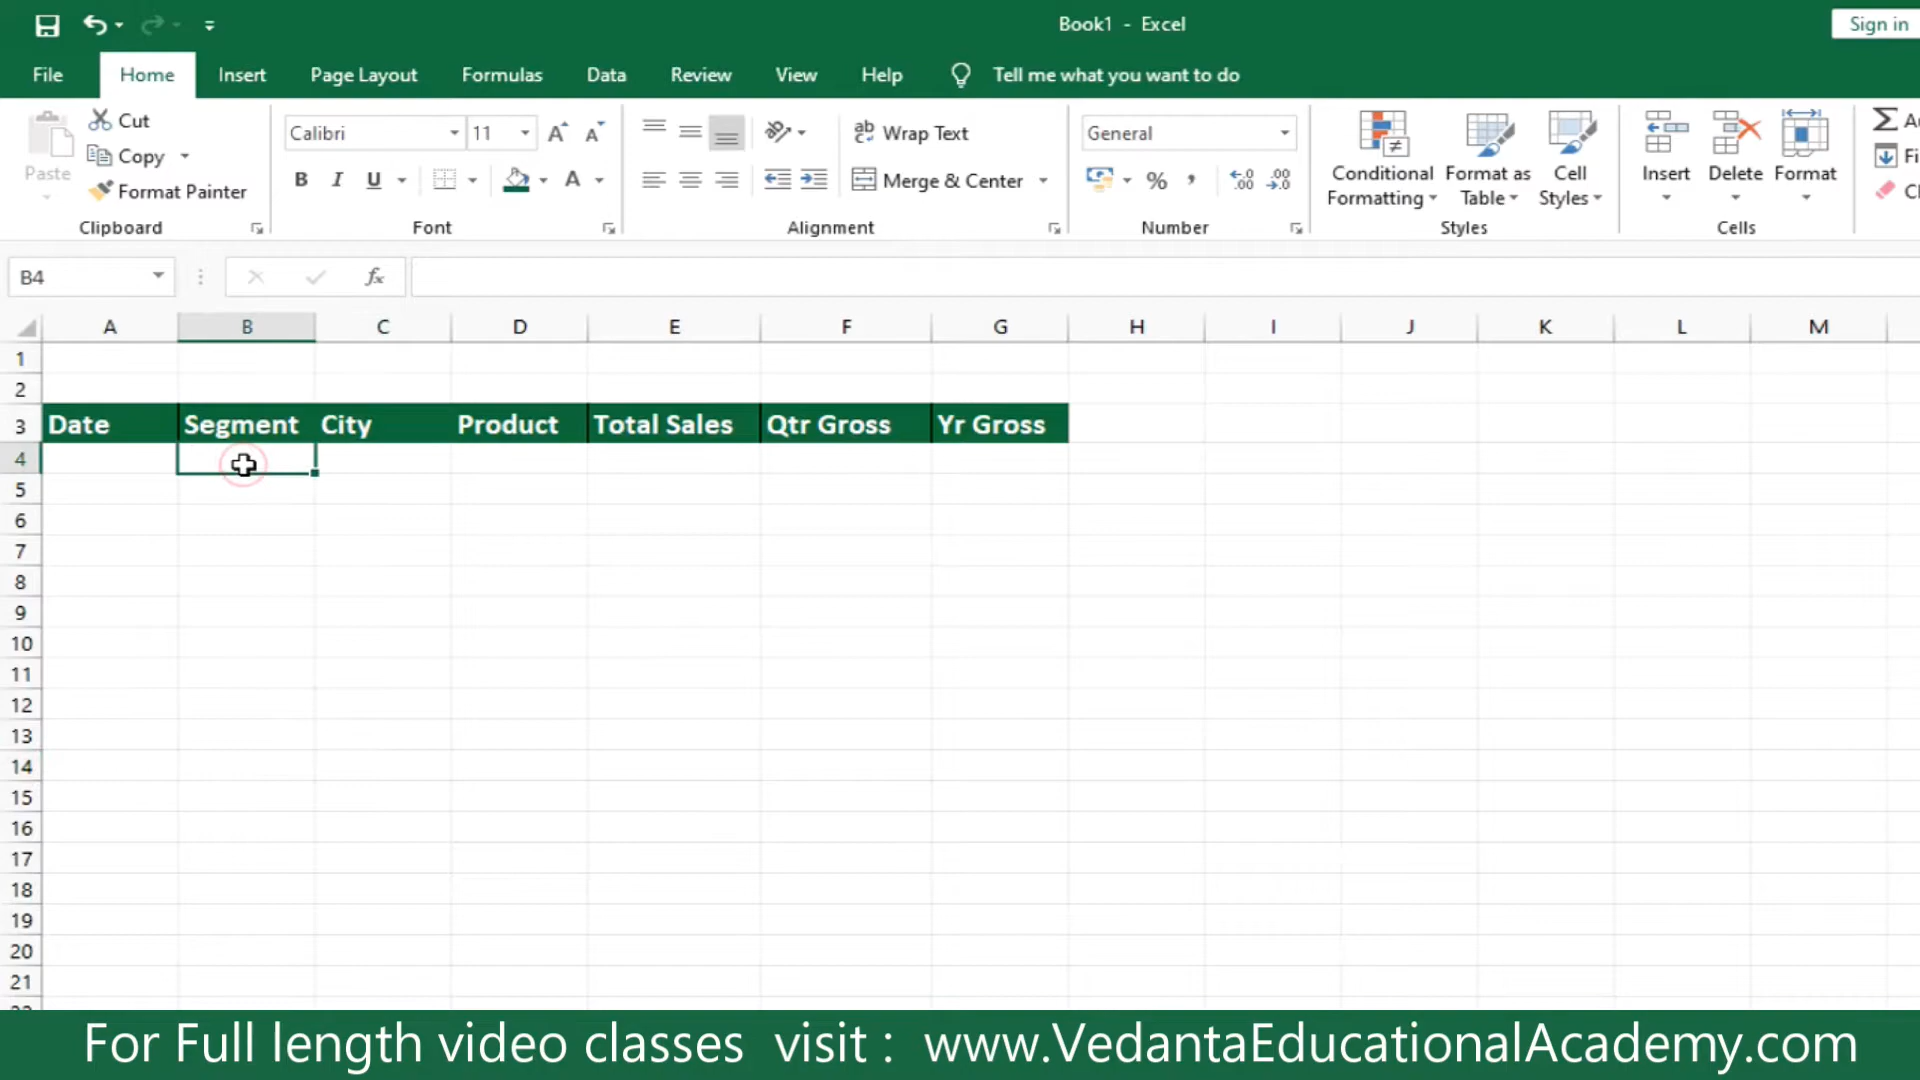 Book1 - Excel
Sign in
File Home Insert Page Layout Formulas Data Review View Help Tell me what you want to do
Paste
Cut
Copy
Format Painter
Clipboard
Calibri 11
B I U
Font
Wrap Text
Merge & Center
Alignment
General
% ,
Number
Conditional Formatting
Format as Table
Cell Styles
Styles
Insert Delete Format
Cells
B4
fx
A B C D E F G H I J K L M
1
2
3 Date Segment City Product Total Sales Qtr Gross Yr Gross
4
5
6
7
8
9
10
11
12
13
14
15
16
17
18
19
20
21
For Full length video classes visit : www.VedantaEducationalAcademy.com